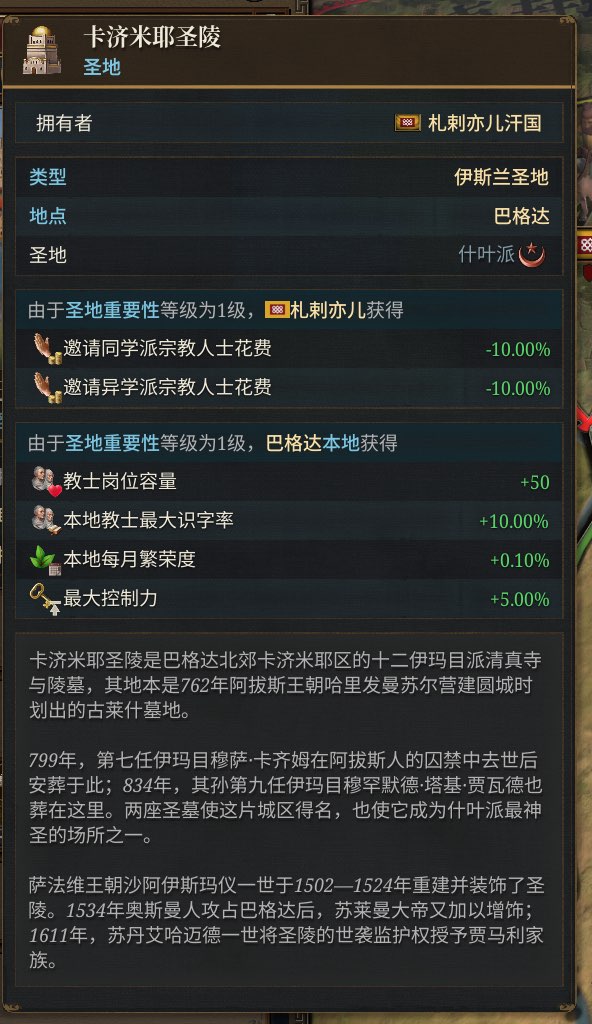 卡济米耶圣陵
圣地
拥有者 札剌亦儿汗国
类型 伊斯兰圣地
地点 巴格达
圣地 什叶派
由于圣地重要性等级为1级，札剌亦儿获得
邀请同学派宗教人士花费 -10.00%
邀请异学派宗教人士花费 -10.00%
由于圣地重要性等级为1级，巴格达本地获得
教士岗位容量 +50
本地教士最大识字率 +10.00%
本地每月繁荣度 +0.10%
最大控制力 +5.00%
卡济米耶圣陵是巴格达北郊卡济米耶区的十二伊玛目派清真寺
与陵墓，其地本是762年阿拔斯王朝哈里发曼苏尔营建圆城时
划出的古莱什墓地。
799年，第七任伊玛目穆萨·卡齐姆在阿拔斯人的囚禁中去世后
安葬于此；834年，其孙第九任伊玛目穆罕默德·塔基·贾瓦德也
葬在这里。两座圣墓使这片城区得名，也使它成为什叶派最神
圣的场所之一。
萨法维王朝沙阿伊斯玛仪一世于1502—1524年重建并装饰了圣
陵。1534年奥斯曼人攻占巴格达后，苏莱曼大帝又加以增饰；
1611年，苏丹艾哈迈德一世将圣陵的世袭监护权授予贾马利家
族。